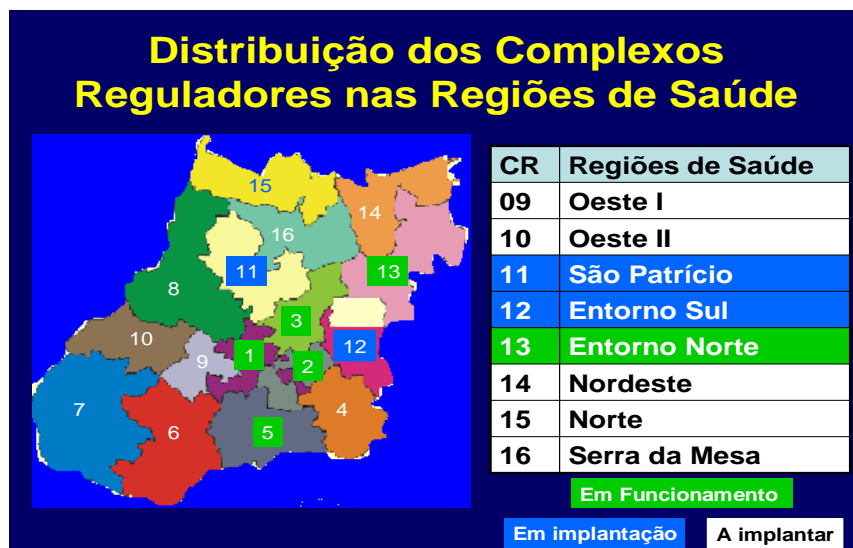 Distribuição dos Complexos
Reguladores nas Regiões de Saúde
15
14
16
11
13
8
3
10
1
12
9
2
7
4
6
5
CR Regiões de Saúde
09 Oeste I
10 Oeste II
11 São Patrício
12 Entorno Sul
13 Entorno Norte
14 Nordeste
15 Norte
16 Serra da Mesa
Em Funcionamento
Em implantação A implantar